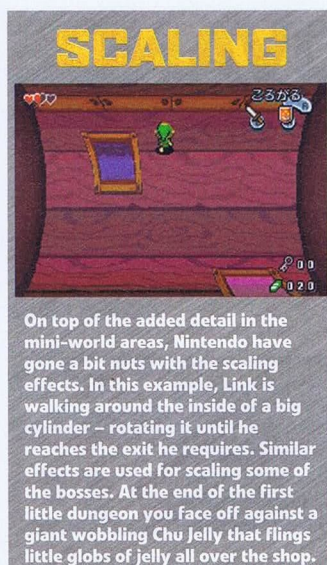 SCALING
ころがる
R
00
020
On top of the added detail in the
mini-world areas, Nintendo have
gone a bit nuts with the scaling
effects. In this example, Link is
walking around the inside of a big
cylinder – rotating it until he
reaches the exit he requires. Similar
effects are used for scaling some of
the bosses. At the end of the first
little dungeon you face off against a
giant wobbling Chu Jelly that flings
little globs of jelly all over the shop.